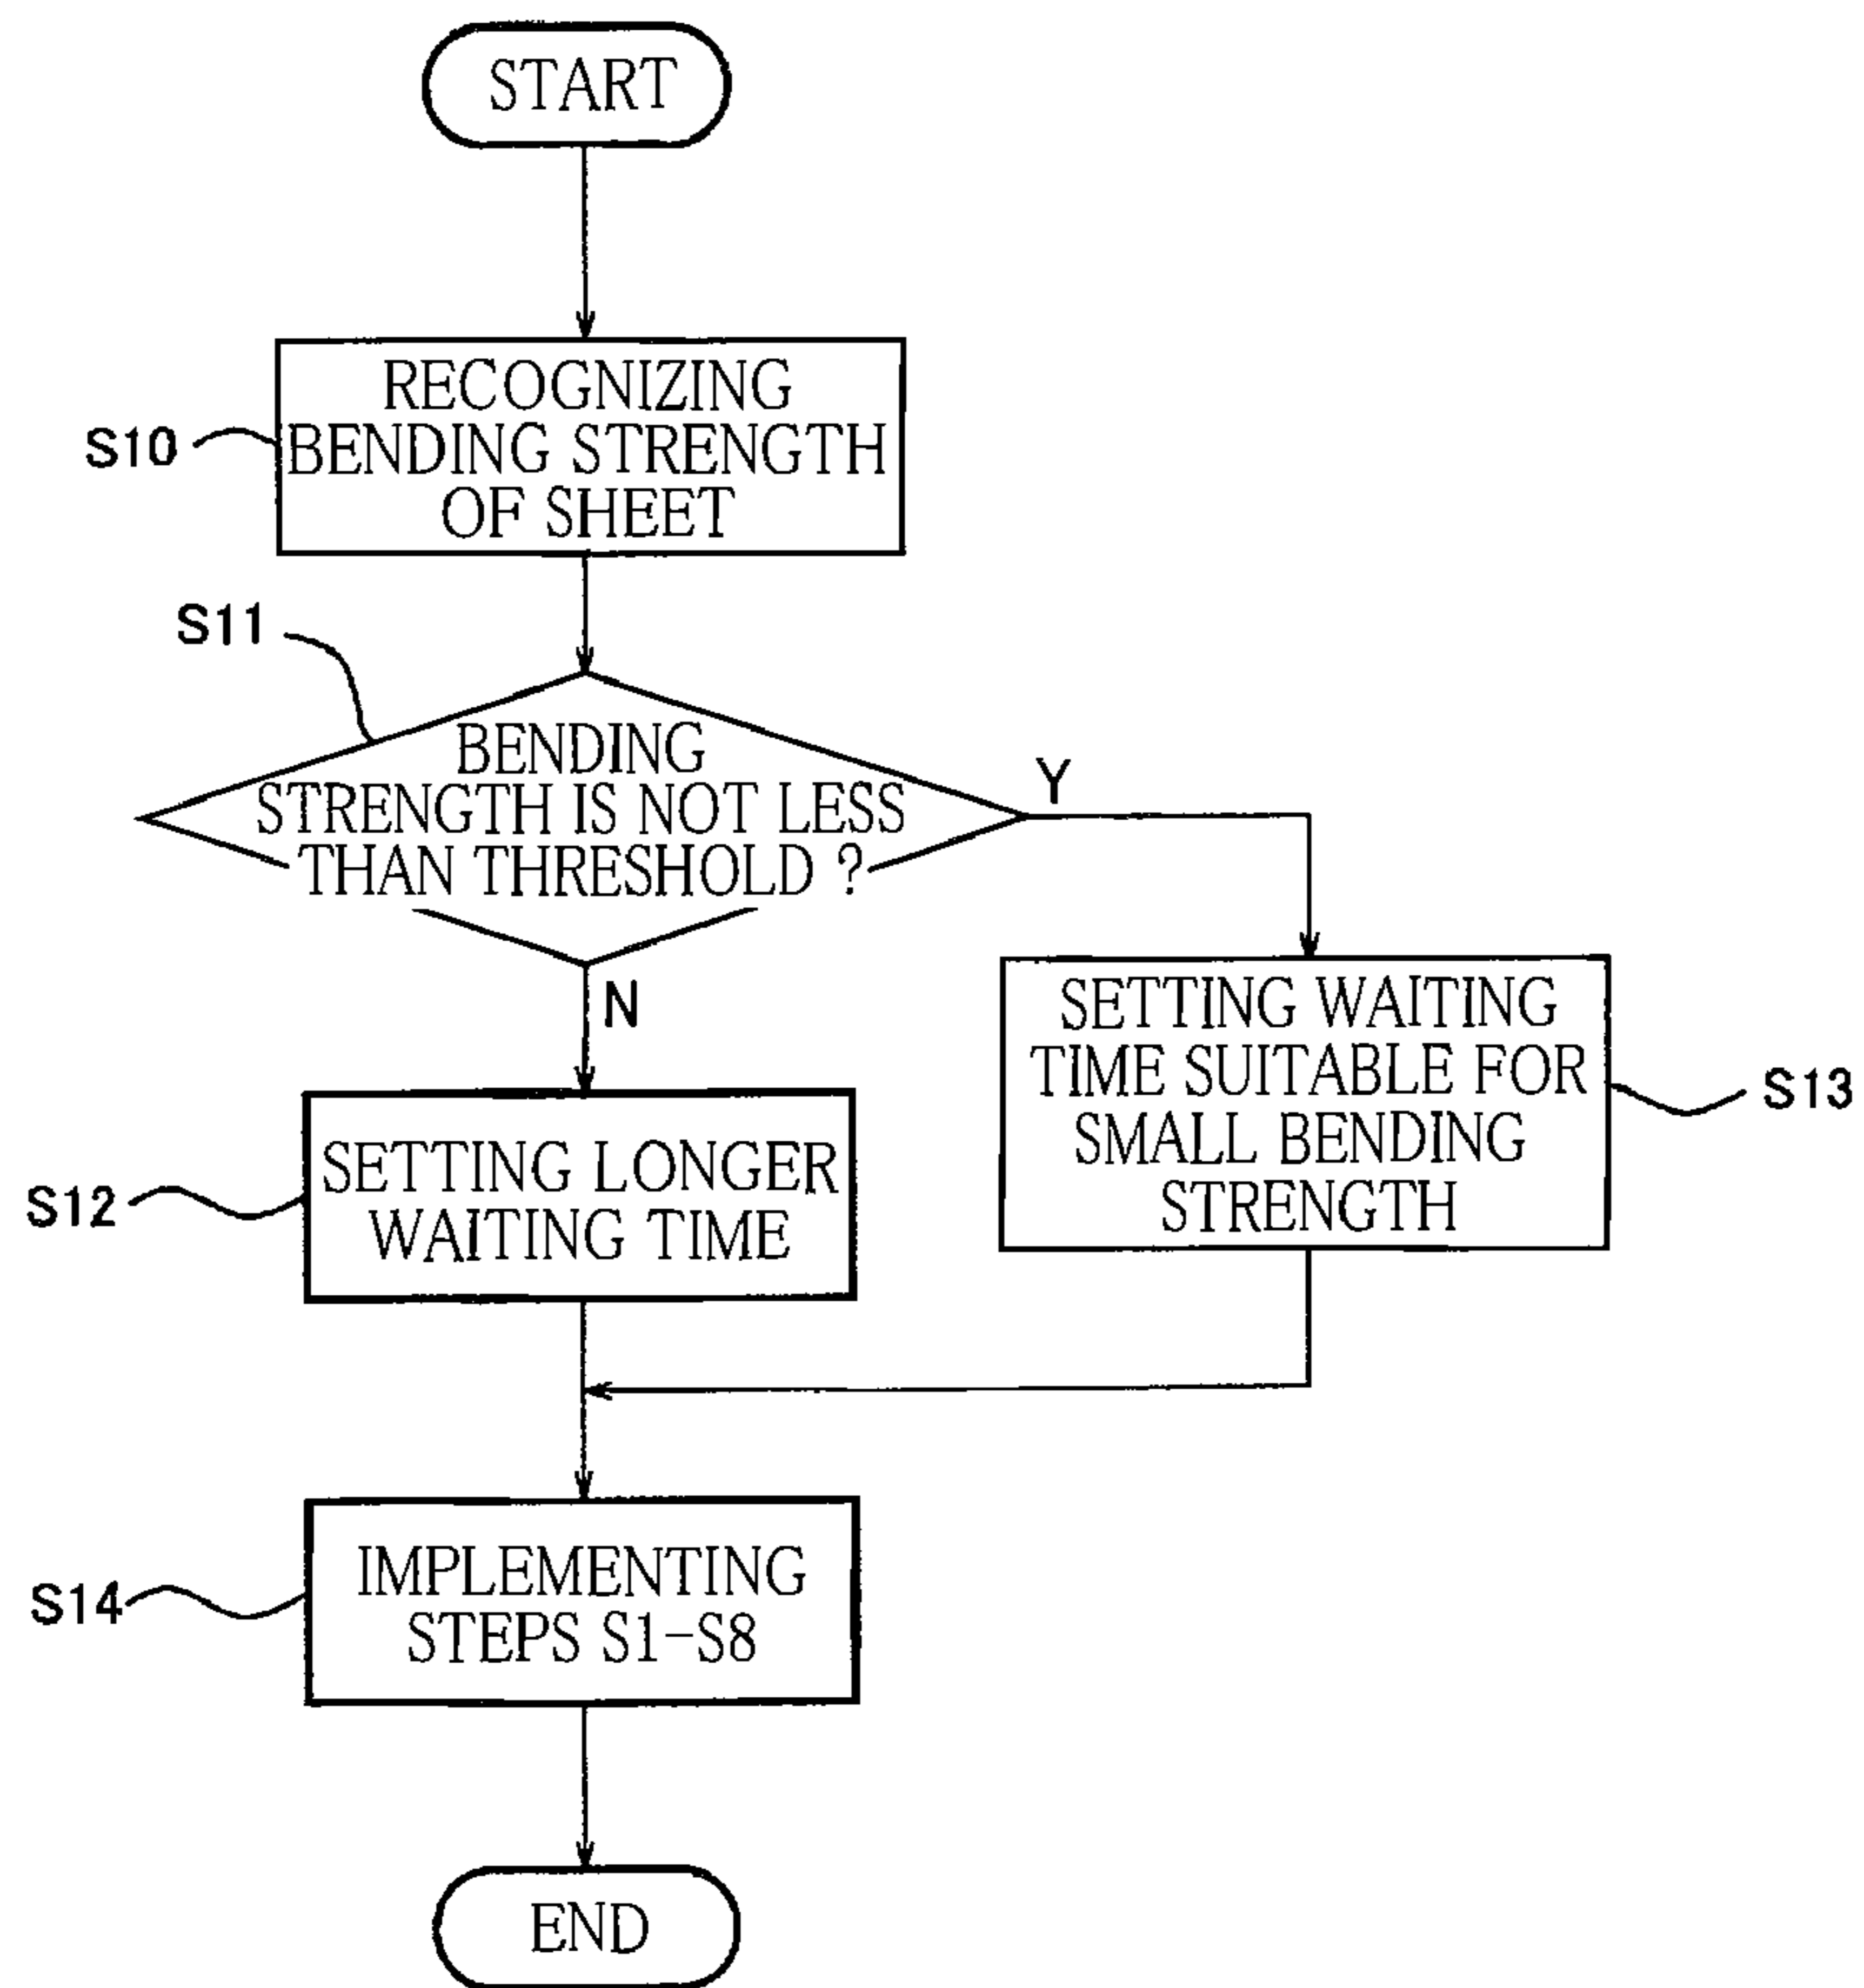 START
RECOGNIZING
BENDING STRENGTH
OF SHEET
S10
S11
BENDING
STRENGTH IS NOT LESS
THAN THRESHOLD ?
Y
N
SETTING WAITING
TIME SUITABLE FOR
SMALL BENDING
STRENGTH
S13
SETTING LONGER
WAITING TIME
S12
IMPLEMENTING
STEPS S1-S8
S14
END